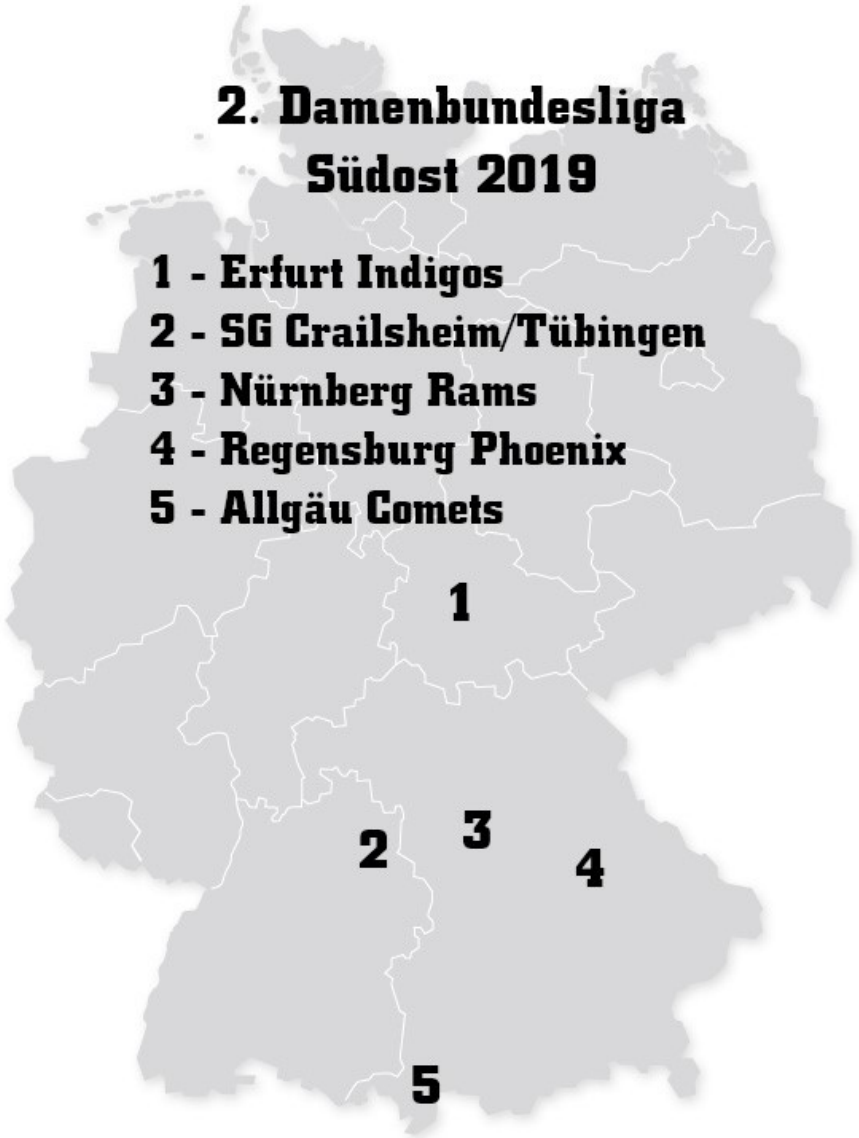 2. Damenbundesliga
Südost 2019
1 - Erfurt Indigos
2 - SG Crailsheim/Tübingen
3 - Nürnberg Rams
4 - Regensburg Phoenix
5 - Allgäu Comets
1
3
2
4
5